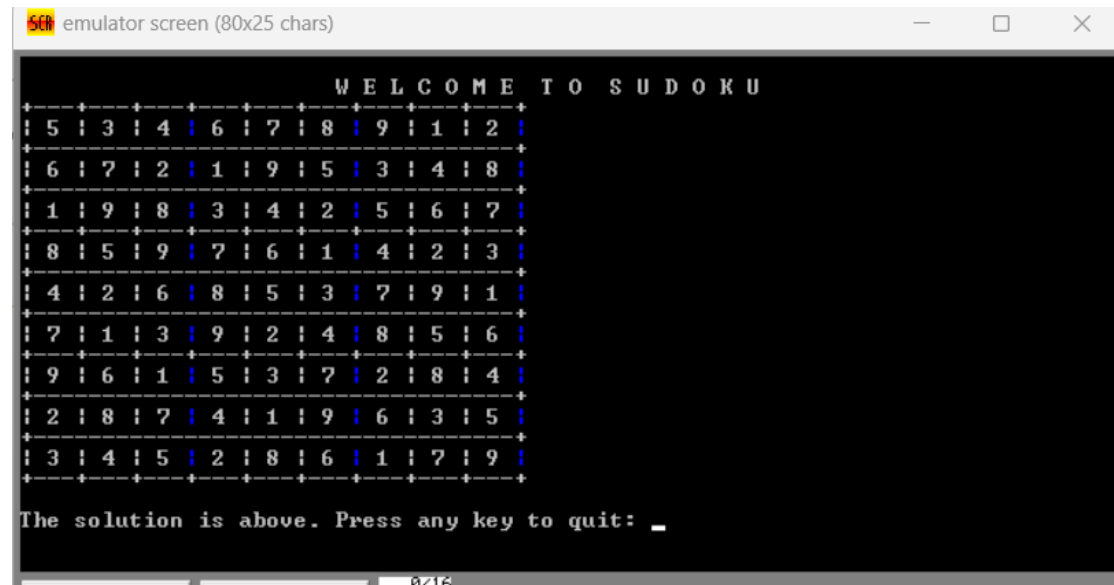 SCR emulator screen (80x25 chars)
W E L C O M E T O S U D O K U
5 3 4 6 7 8 9 1 2
6 7 2 1 9 5 3 4 8
1 9 8 3 4 2 5 6 7
8 5 9 7 6 1 4 2 3
4 2 6 8 5 3 7 9 1
7 1 3 9 2 4 8 5 6
9 6 1 5 3 7 2 8 4
2 8 7 4 1 9 6 3 5
3 4 5 2 8 6 1 7 9
The solution is above. Press any key to quit: _
0/16